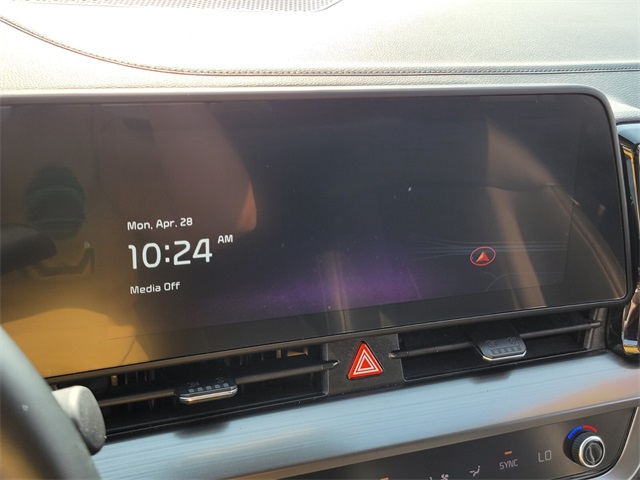 Mon, Apr. 28
10:24 AM
Media Off
SYNC
LO